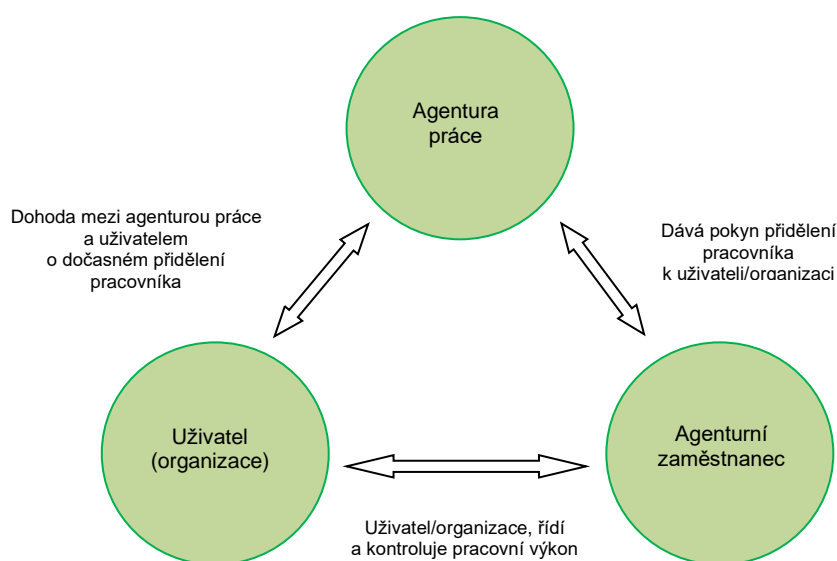 Agentura
práce
Dohoda mezi agenturou práce
a uživatelem
o dočasném přidělení
pracovníka
Dává pokyn přidělení
pracovníka
k uživateli/organizaci
Uživatel
(organizace)
Agenturní
zaměstnanec
Uživatel/organizace, řídí
a kontroluje pracovní výkon